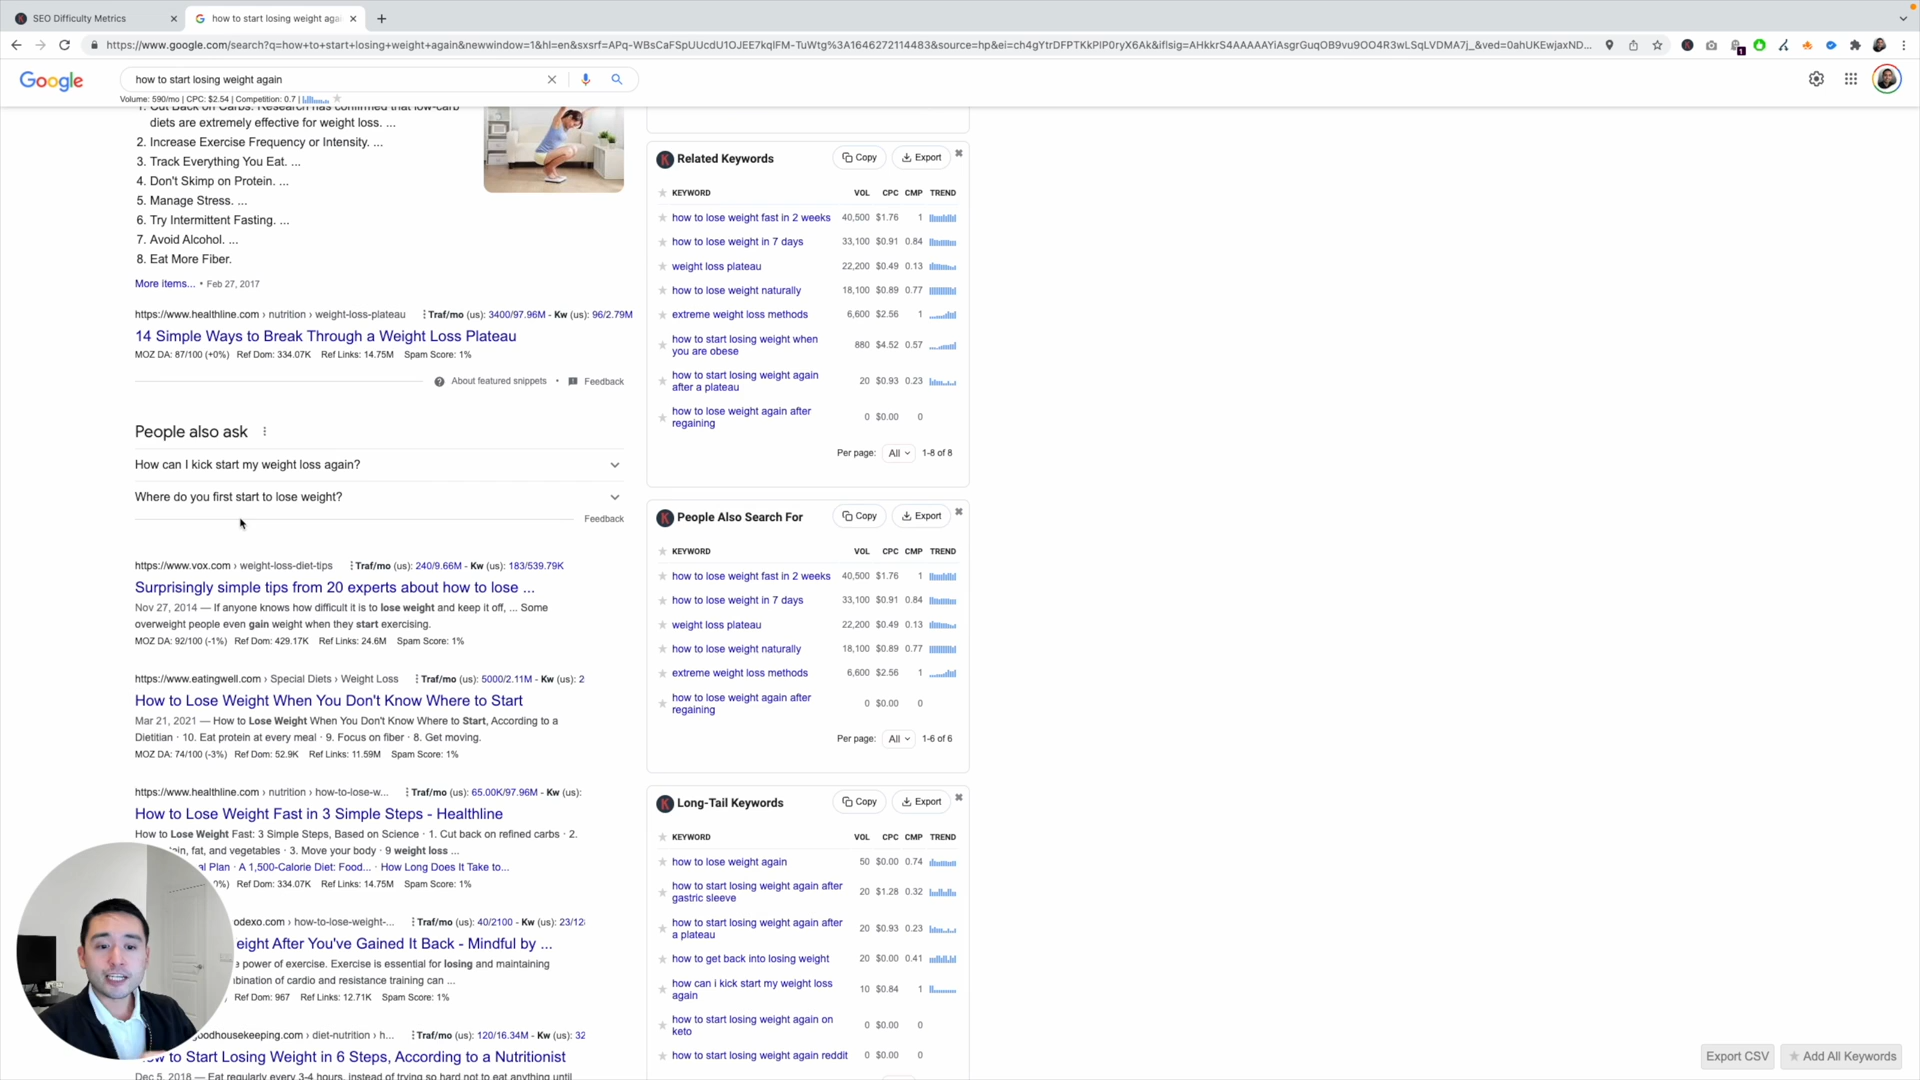 SEO Difficulty Metrics
how to start losing weight aga
https://www.google.com/search?q=how+to+start+losing+weight+again&newwindow=1&hl=en&sxsrf=APq-WBsCaFSpUUcdU1OJEE7kqIFM-TuWtg%3A1646272114483&source=hp&ei=ch4gYtrDFPTKkPIP0ryX6Ak&iflsig=AHkkrS4AAAAAYiAsgrGuqOB9vu9OO4R3wLSqLVDMA7j_&ved=0ahUKEwjaxND...
1
Google
how to start losing weight again
Volume: 590/mo | CPC: $2.54 | Competition: 0.7 |
1. Cut Back on Carbs. Research has confirmed that low-carb
diets are extremely effective for weight loss. ...
2. Increase Exercise Frequency or Intensity. ...
3. Track Everything You Eat. ...
4. Don't Skimp on Protein. ...
5. Manage Stress. ...
6. Try Intermittent Fasting. ...
7. Avoid Alcohol. ...
8. Eat More Fiber.
More items... • Feb 27, 2017
https://www.healthline.com › nutrition › weight-loss-plateau Traf/mo (us): 3400/97.96M - Kw (us): 96/2.79M
14 Simple Ways to Break Through a Weight Loss Plateau
MOZ DA: 87/100 (+0%) Ref Dom: 334.07K Ref Links: 14.75M Spam Score: 1%
About featured snippets • Feedback
People also ask
How can I kick start my weight loss again?
Where do you first start to lose weight?
Feedback
https://www.vox.com › weight-loss-diet-tips Traf/mo (us): 240/9.66M - Kw (us): 183/539.79K
Surprisingly simple tips from 20 experts about how to lose ...
Nov 27, 2014 — If anyone knows how difficult it is to lose weight and keep it off, ... Some
overweight people even gain weight when they start exercising.
MOZ DA: 92/100 (-1%) Ref Dom: 429.17K Ref Links: 24.6M Spam Score: 1%
https://www.eatingwell.com › Special Diets › Weight Loss Traf/mo (us): 5000/2.11M - Kw (us): 2
How to Lose Weight When You Don't Know Where to Start
Mar 21, 2021 — How to Lose Weight When You Don't Know Where to Start, According to a
Dietitian · 10. Eat protein at every meal · 9. Focus on fiber · 8. Get moving.
MOZ DA: 74/100 (-3%) Ref Dom: 52.9K Ref Links: 11.59M Spam Score: 1%
https://www.healthline.com › nutrition › how-to-lose-w... Traf/mo (us): 65.00K/97.96M - Kw (us):
How to Lose Weight Fast in 3 Simple Steps - Healthline
How to Lose Weight Fast: 3 Simple Steps, Based on Science · 1. Cut back on refined carbs · 2.
ein, fat, and vegetables · 3. Move your body · 9 weight loss ...
al Plan · A 1,500-Calorie Diet: Food... · How Long Does It Take to...
0%) Ref Dom: 334.07K Ref Links: 14.75M Spam Score: 1%
odexo.com › how-to-lose-weight-... Traf/mo (us): 40/2100 - Kw (us): 23/12
eight After You've Gained It Back - Mindful by ...
e power of exercise. Exercise is essential for losing and maintaining
bination of cardio and resistance training can ...
Ref Dom: 967 Ref Links: 12.71K Spam Score: 1%
oodhousekeeping.com › diet-nutrition › h... Traf/mo (us): 120/16.34M - Kw (us): 32
ow to Start Losing Weight in 6 Steps, According to a Nutritionist
Dec 5, 2018 — Eat regularly every 3-4 hours, instead of trying so hard not to eat anything until
Related Keywords Copy Export
KEYWORD VOL CPC CMP TREND
how to lose weight fast in 2 weeks 40,500 $1.76 1
how to lose weight in 7 days 33,100 $0.91 0.84
weight loss plateau 22,200 $0.49 0.13
how to lose weight naturally 18,100 $0.89 0.77
extreme weight loss methods 6,600 $2.56 1
how to start losing weight when
you are obese 880 $4.52 0.57
how to start losing weight again
after a plateau 20 $0.93 0.23
how to lose weight again after
regaining 0 $0.00 0
Per page: All 1-8 of 8
People Also Search For Copy Export
KEYWORD VOL CPC CMP TREND
how to lose weight fast in 2 weeks 40,500 $1.76 1
how to lose weight in 7 days 33,100 $0.91 0.84
weight loss plateau 22,200 $0.49 0.13
how to lose weight naturally 18,100 $0.89 0.77
extreme weight loss methods 6,600 $2.56 1
how to lose weight again after
regaining 0 $0.00 0
Per page: All 1-6 of 6
Long-Tail Keywords Copy Export
KEYWORD VOL CPC CMP TREND
how to lose weight again 50 $0.00 0.74
how to start losing weight again after
gastric sleeve 20 $1.28 0.32
how to start losing weight again after
a plateau 20 $0.93 0.23
how to get back into losing weight 20 $0.00 0.41
how can i kick start my weight loss
again 10 $0.84 1
how to start losing weight again on
keto 0 $0.00 0
how to start losing weight again reddit 0 $0.00 0
Export CSV
Add All Keywords